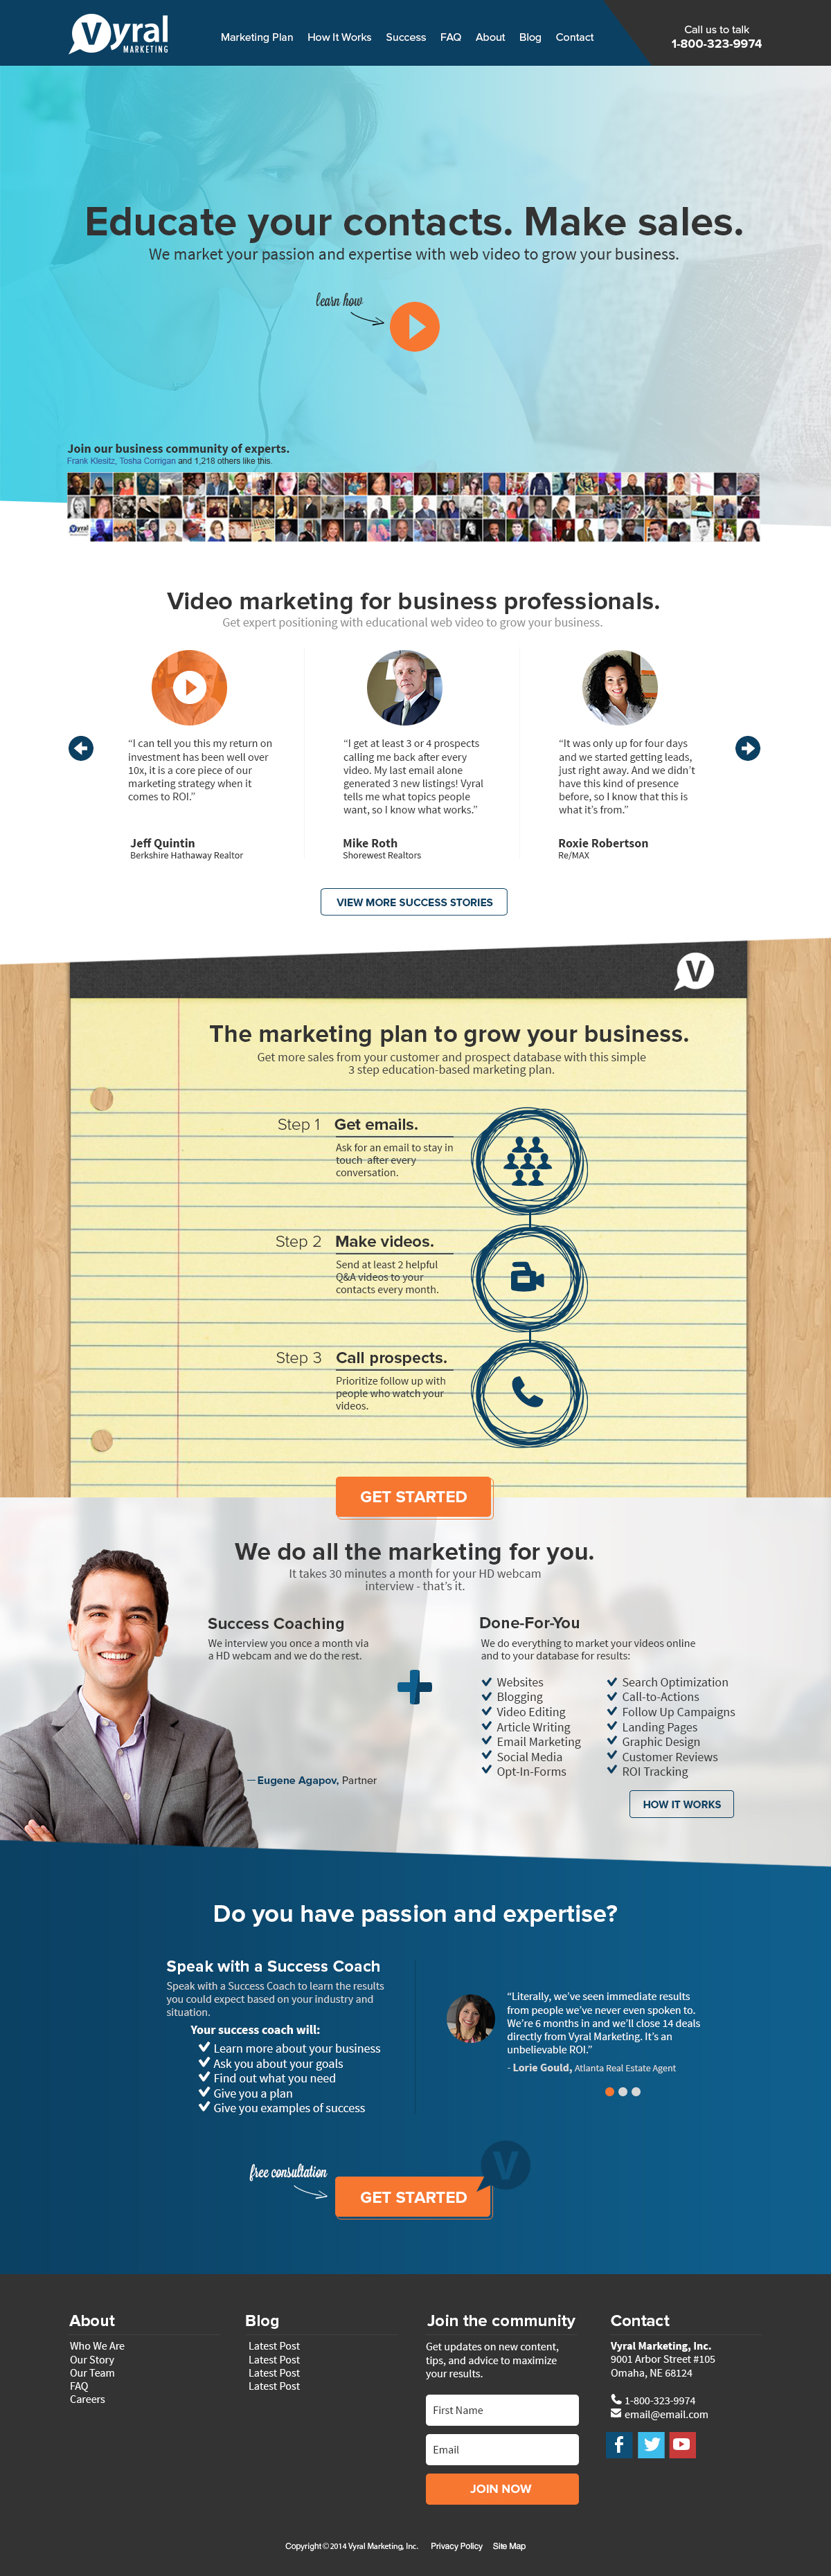 Vyral
MARKETING
Marketing Plan How It Works Success FAQ About Blog Contact
Call us to talk
1-800-323-9974
Educate your contacts. Make sales.
We market your passion and expertise with web video to grow your business.
learn how
Join our business community of experts.
Frank Klesitz, Tosha Corrigan and 1,218 others like this.
Vyral
Video marketing for business professionals.
Get expert positioning with educational web video to grow your business.
“I can tell you this my return on
investment has been well over
10x, it is a core piece of our
marketing strategy when it
comes to ROI.”
Jeff Quintin
Berkshire Hathaway Realtor
“I get at least 3 or 4 prospects
calling me back after every
video. My last email alone
generated 3 new listings! Vyral
tells me what topics people
want, so I know what works.”
Mike Roth
Shorewest Realtors
“It was only up for four days
and we started getting leads,
just right away. And we didn’t
have this kind of presence
before, so I know that this is
what it’s from.”
Roxie Robertson
Re/MAX
VIEW MORE SUCCESS STORIES
V
The marketing plan to grow your business.
Get more sales from your customer and prospect database with this simple
3 step education-based marketing plan.
Step 1 Get emails.
Ask for an email to stay in
touch after every
conversation.
Step 2 Make videos.
Send at least 2 helpful
Q&A videos to your
contacts every month.
Step 3 Call prospects.
Prioritize follow up with
people who watch your
videos.
GET STARTED
We do all the marketing for you.
It takes 30 minutes a month for your HD webcam
interview - that’s it.
Success Coaching
We interview you once a month via
a HD webcam and we do the rest.
— Eugene Agapov, Partner
Done-For-You
We do everything to market your videos online
and to your database for results:
Websites
Blogging
Video Editing
Article Writing
Email Marketing
Social Media
Opt-In-Forms
Search Optimization
Call-to-Actions
Follow Up Campaigns
Landing Pages
Graphic Design
Customer Reviews
ROI Tracking
HOW IT WORKS
Do you have passion and expertise?
Speak with a Success Coach
Speak with a Success Coach to learn the results
you could expect based on your industry and
situation.
Your success coach will:
Learn more about your business
Ask you about your goals
Find out what you need
Give you a plan
Give you examples of success
“Literally, we’ve seen immediate results
from people we’ve never even spoken to.
We’re 6 months in and we’ll close 14 deals
directly from Vyral Marketing. It’s an
unbelievable ROI.”
- Lorie Gould, Atlanta Real Estate Agent
free consultation
V
GET STARTED
About
Who We Are
Our Story
Our Team
FAQ
Careers
Blog
Latest Post
Latest Post
Latest Post
Latest Post
Join the community
Get updates on new content,
tips, and advice to maximize
your results.
First Name
Email
JOIN NOW
Contact
Vyral Marketing, Inc.
9001 Arbor Street #105
Omaha, NE 68124
1-800-323-9974
email@email.com
Copyright © 2014 Vyral Marketing, Inc. Privacy Policy Site Map